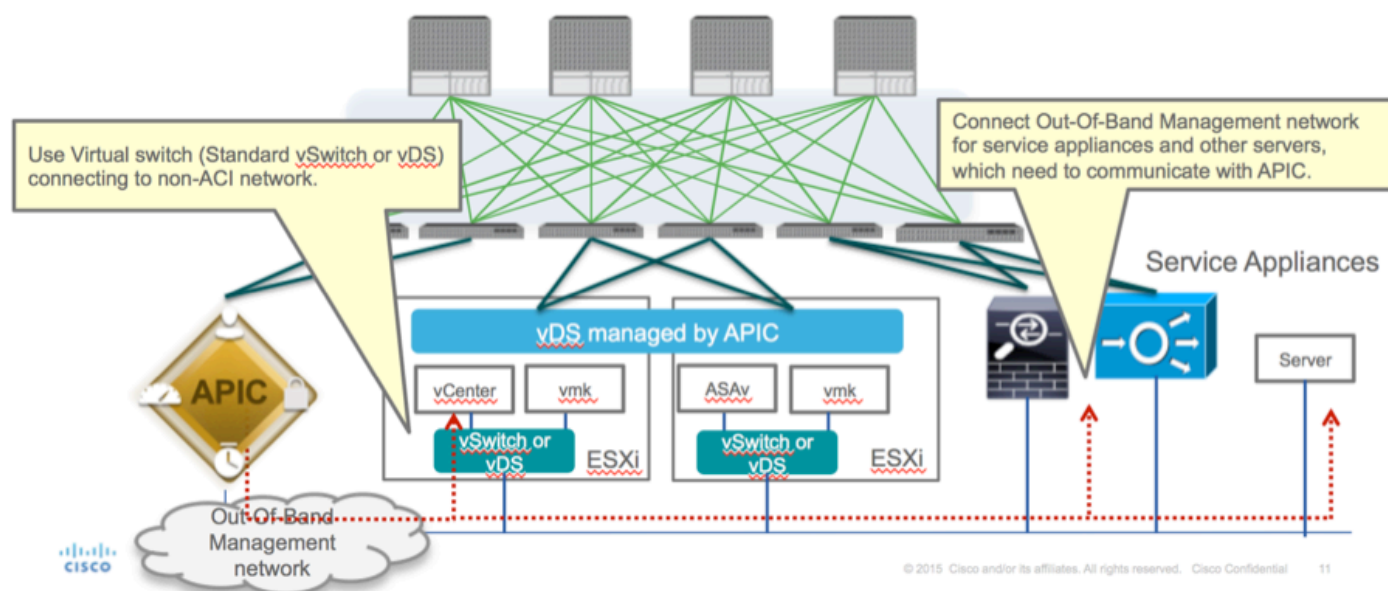 Use Virtual switch (Standard vSwitch or vDS)
connecting to non-ACI network.
Connect Out-Of-Band Management network
for service appliances and other servers,
which need to communicate with APIC.
Service Appliances
vDS managed by APIC
APIC
vCenter
vmk
ASAv
vmk
Server
vSwitch or
vDS
ESXi
vSwitch or
vDS
ESXi
Out-Of-Band
Management
network
CISCO
© 2015 Cisco and/or its affiliates. All rights reserved. Cisco Confidential 11